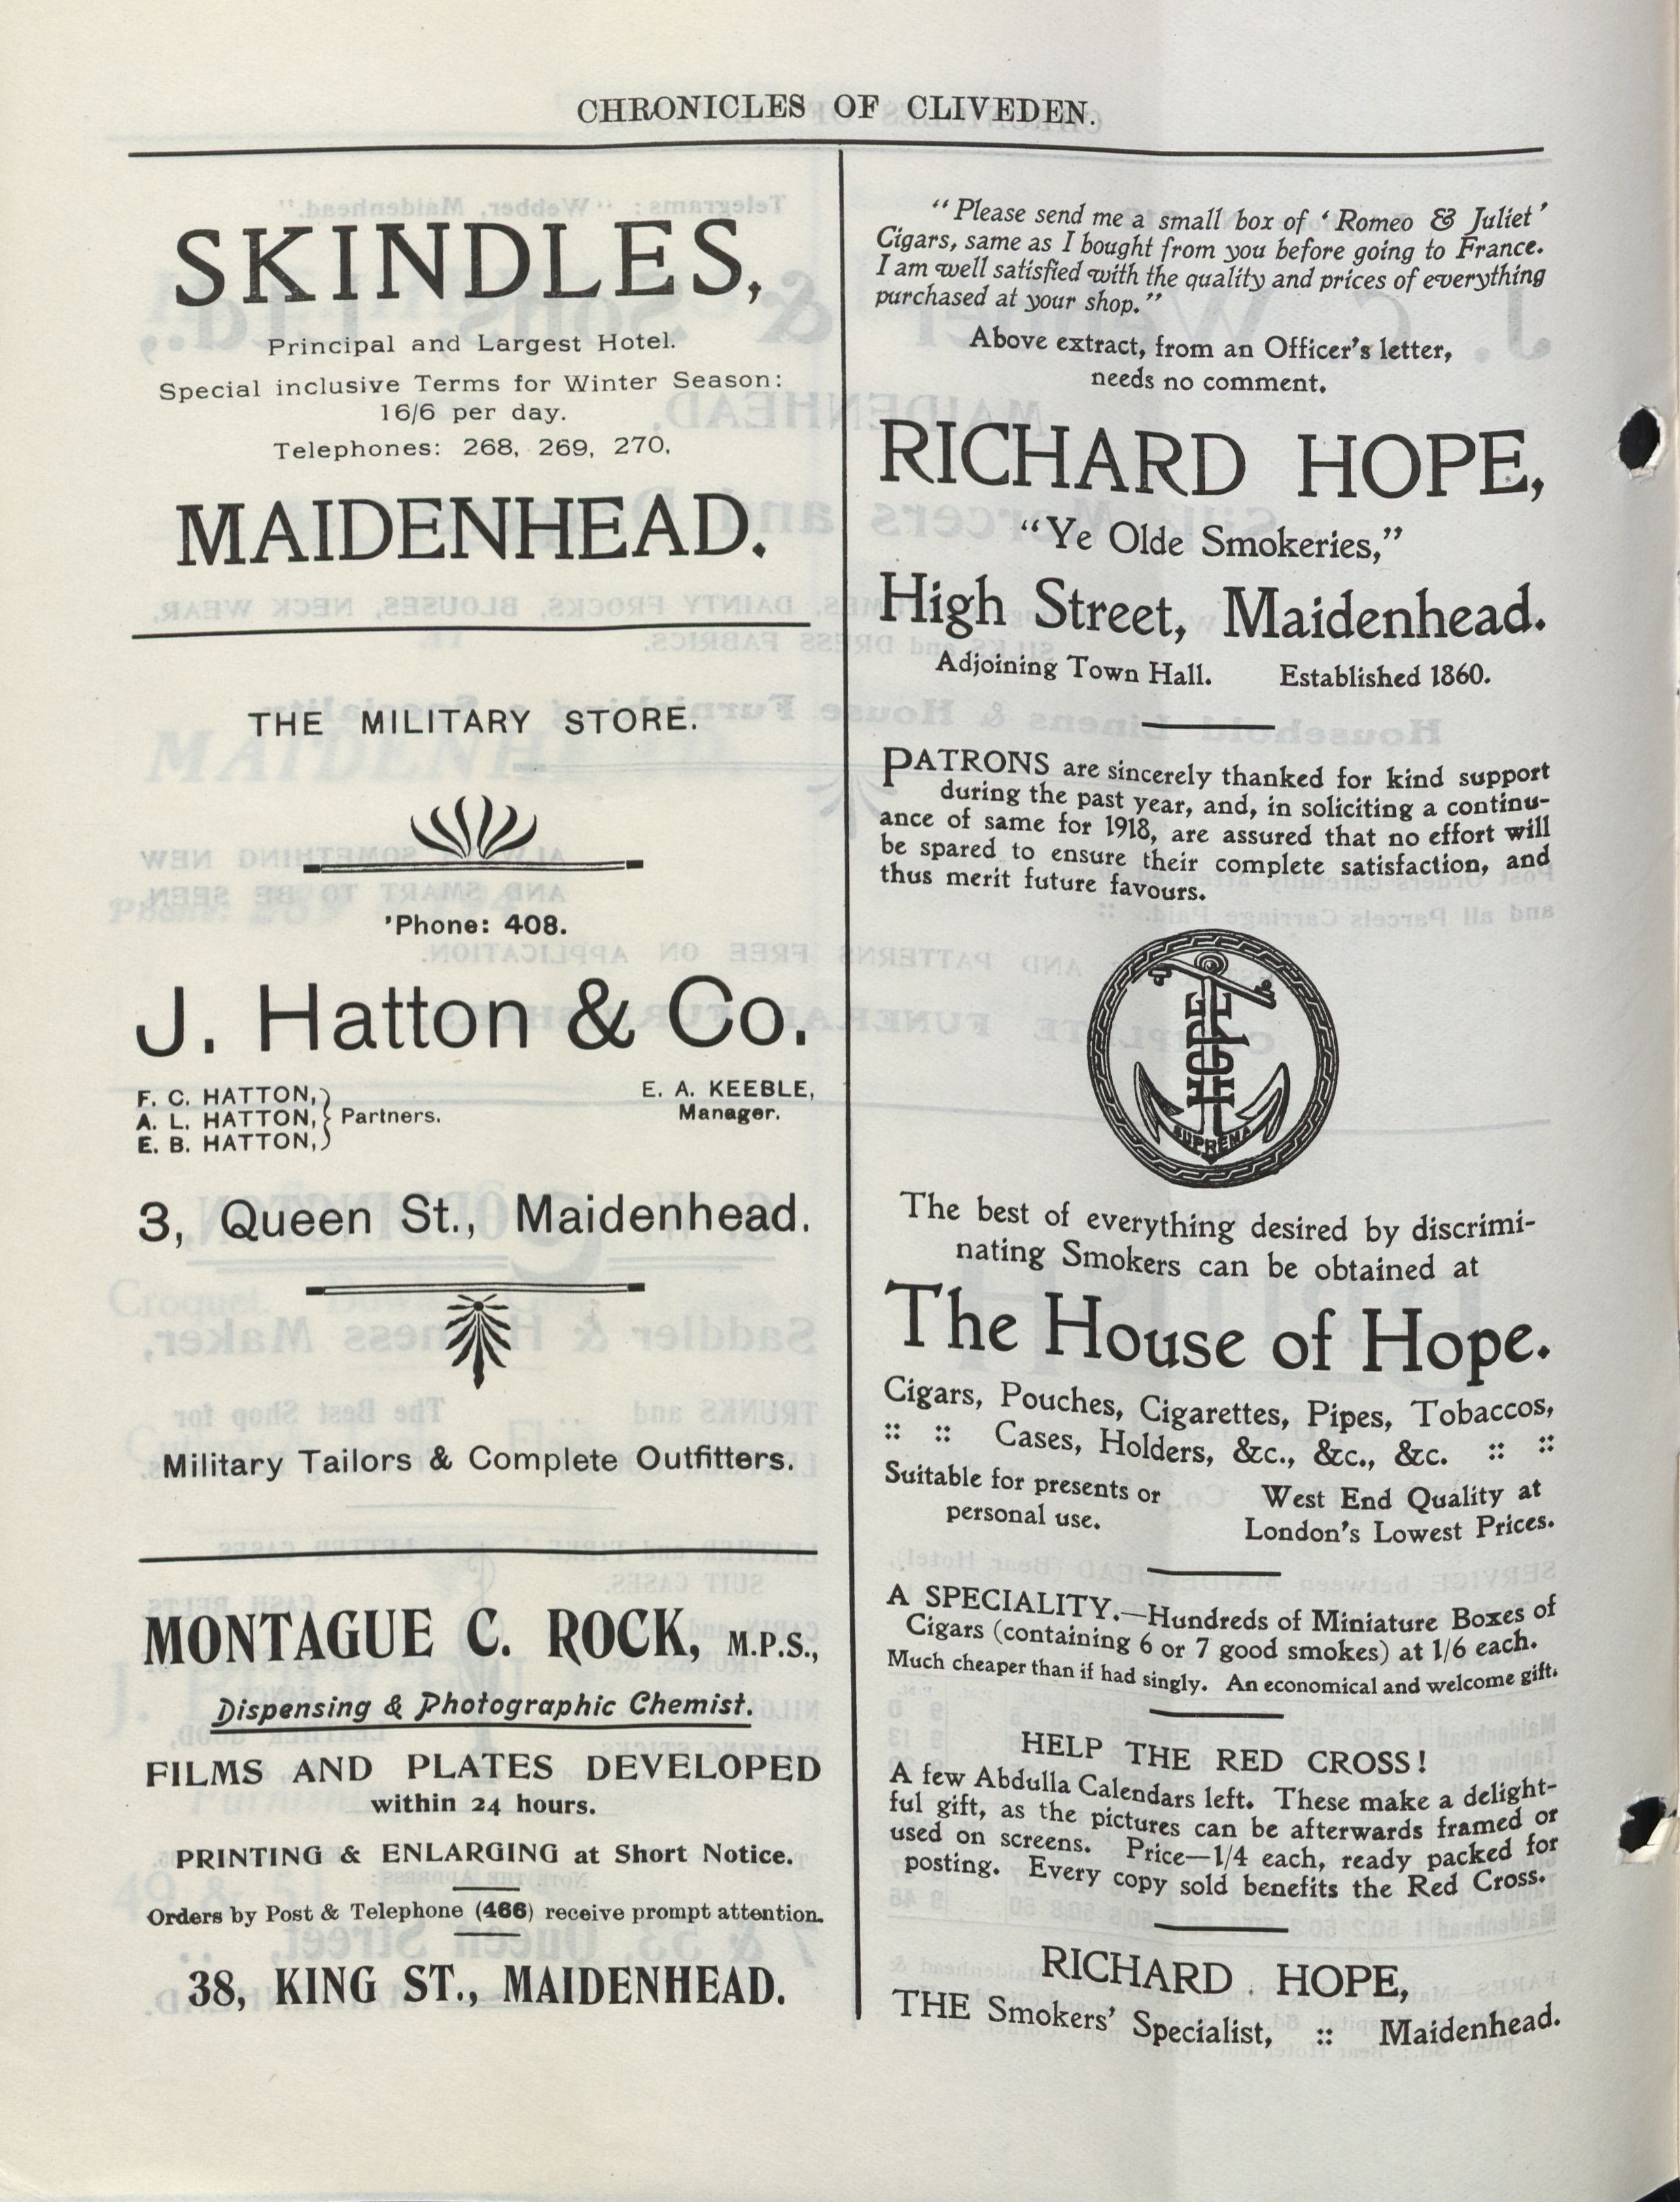 CHRONICLES OF CLIVEDEN.
SKINDLES,
Principal and Largest Hotel.
Special inclusive Terms for Winter Season:
16/6 per day.
Telephones: 268, 269, 270,
MAIDENHEAD.
THE MILITARY STORE.
'Phone: 408.
J. Hatton & Co.
F. C. HATTON,
A. L. HATTON, } Partners.
E. B. HATTON,
E. A. KEEBLE,
Manager.
3, Queen St., Maidenhead.
Military Tailors & Complete Outfitters.
MONTAGUE C. ROCK, M.P.S.,
Dispensing & Photographic Chemist.
FILMS AND PLATES DEVELOPED
within 24 hours.
PRINTING & ENLARGING at Short Notice.
Orders by Post & Telephone (466) receive prompt attention.
38, KING ST., MAIDENHEAD.
"Please send me a small box of 'Romeo & Juliet'
Cigars, same as I bought from you before going to France.
I am well satisfied with the quality and prices of everything
purchased at your shop."
Above extract, from an Officer's letter,
needs no comment.
RICHARD HOPE,
"Ye Olde Smokeries,"
High Street, Maidenhead.
Adjoining Town Hall. Established 1860.
PATRONS are sincerely thanked for kind support
during the past year, and, in soliciting a continu-
ance of same for 1918, are assured that no effort will
be spared to ensure their complete satisfaction, and
thus merit future favours.
HOPE
SUPREMA
The best of everything desired by discrimi-
nating Smokers can be obtained at
The House of Hope.
Cigars, Pouches, Cigarettes, Pipes, Tobaccos,
:: :: Cases, Holders, &c., &c., &c. :: ::
Suitable for presents or
personal use.
West End Quality at
London's Lowest Prices.
A SPECIALITY.—Hundreds of Miniature Boxes of
Cigars (containing 6 or 7 good smokes) at 1/6 each.
Much cheaper than if had singly. An economical and welcome gift.
HELP THE RED CROSS!
A few Abdulla Calendars left. These make a delight-
ful gift, as the pictures can be afterwards framed or
used on screens. Price—1/4 each, ready packed for
posting. Every copy sold benefits the Red Cross.
RICHARD HOPE,
THE Smokers' Specialist, :: Maidenhead.